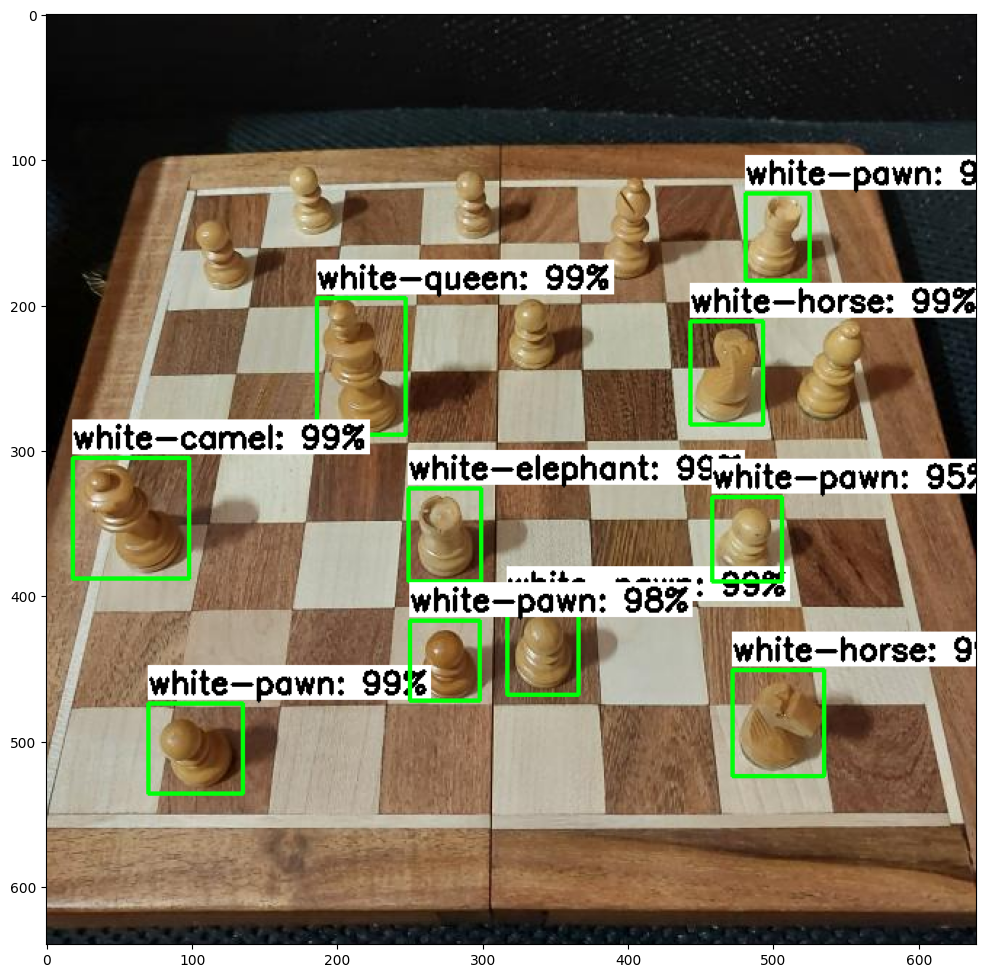 0
100
200
300
400
500
600
white-pawn: 9
white-queen: 99%
white-horse: 99%
white-camel: 99%
white-elephant: 99%
white-pawn: 95%
white-pawn: 99%
white-pawn: 98%
white-horse: 9
white-pawn: 99%
0 100 200 300 400 500 600